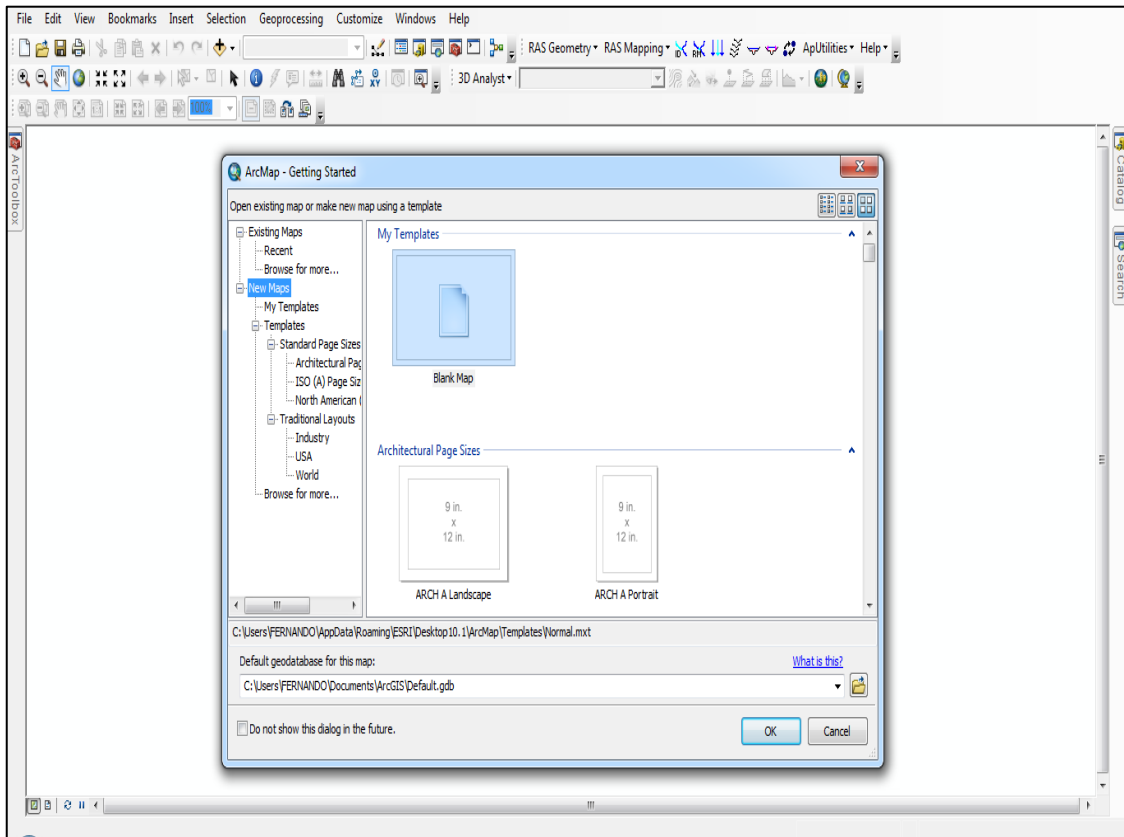 File Edit View Bookmarks Insert Selection Geoprocessing Customize Windows Help
RAS Geometry RAS Mapping ApUtilities Help
3D Analyst
100%
ArcToolbox
Catalog
Search
ArcMap - Getting Started
Open existing map or make new map using a template
Existing Maps
Recent
Browse for more...
New Maps
My Templates
Templates
Standard Page Sizes
Architectural Pag
ISO (A) Page Siz
North American (
Traditional Layouts
Industry
USA
World
Browse for more...
My Templates
Blank Map
Architectural Page Sizes
9 in.
x
12 in.
ARCH A Landscape
9 in.
x
12 in.
ARCH A Portrait
C:\Users\FERNANDO\AppData\Roaming\ESRI\Desktop10.1\ArcMap\Templates\Normal.mxt
Default geodatabase for this map:
What is this?
C:\Users\FERNANDO\Documents\ArcGIS\Default.gdb
Do not show this dialog in the future.
OK
Cancel